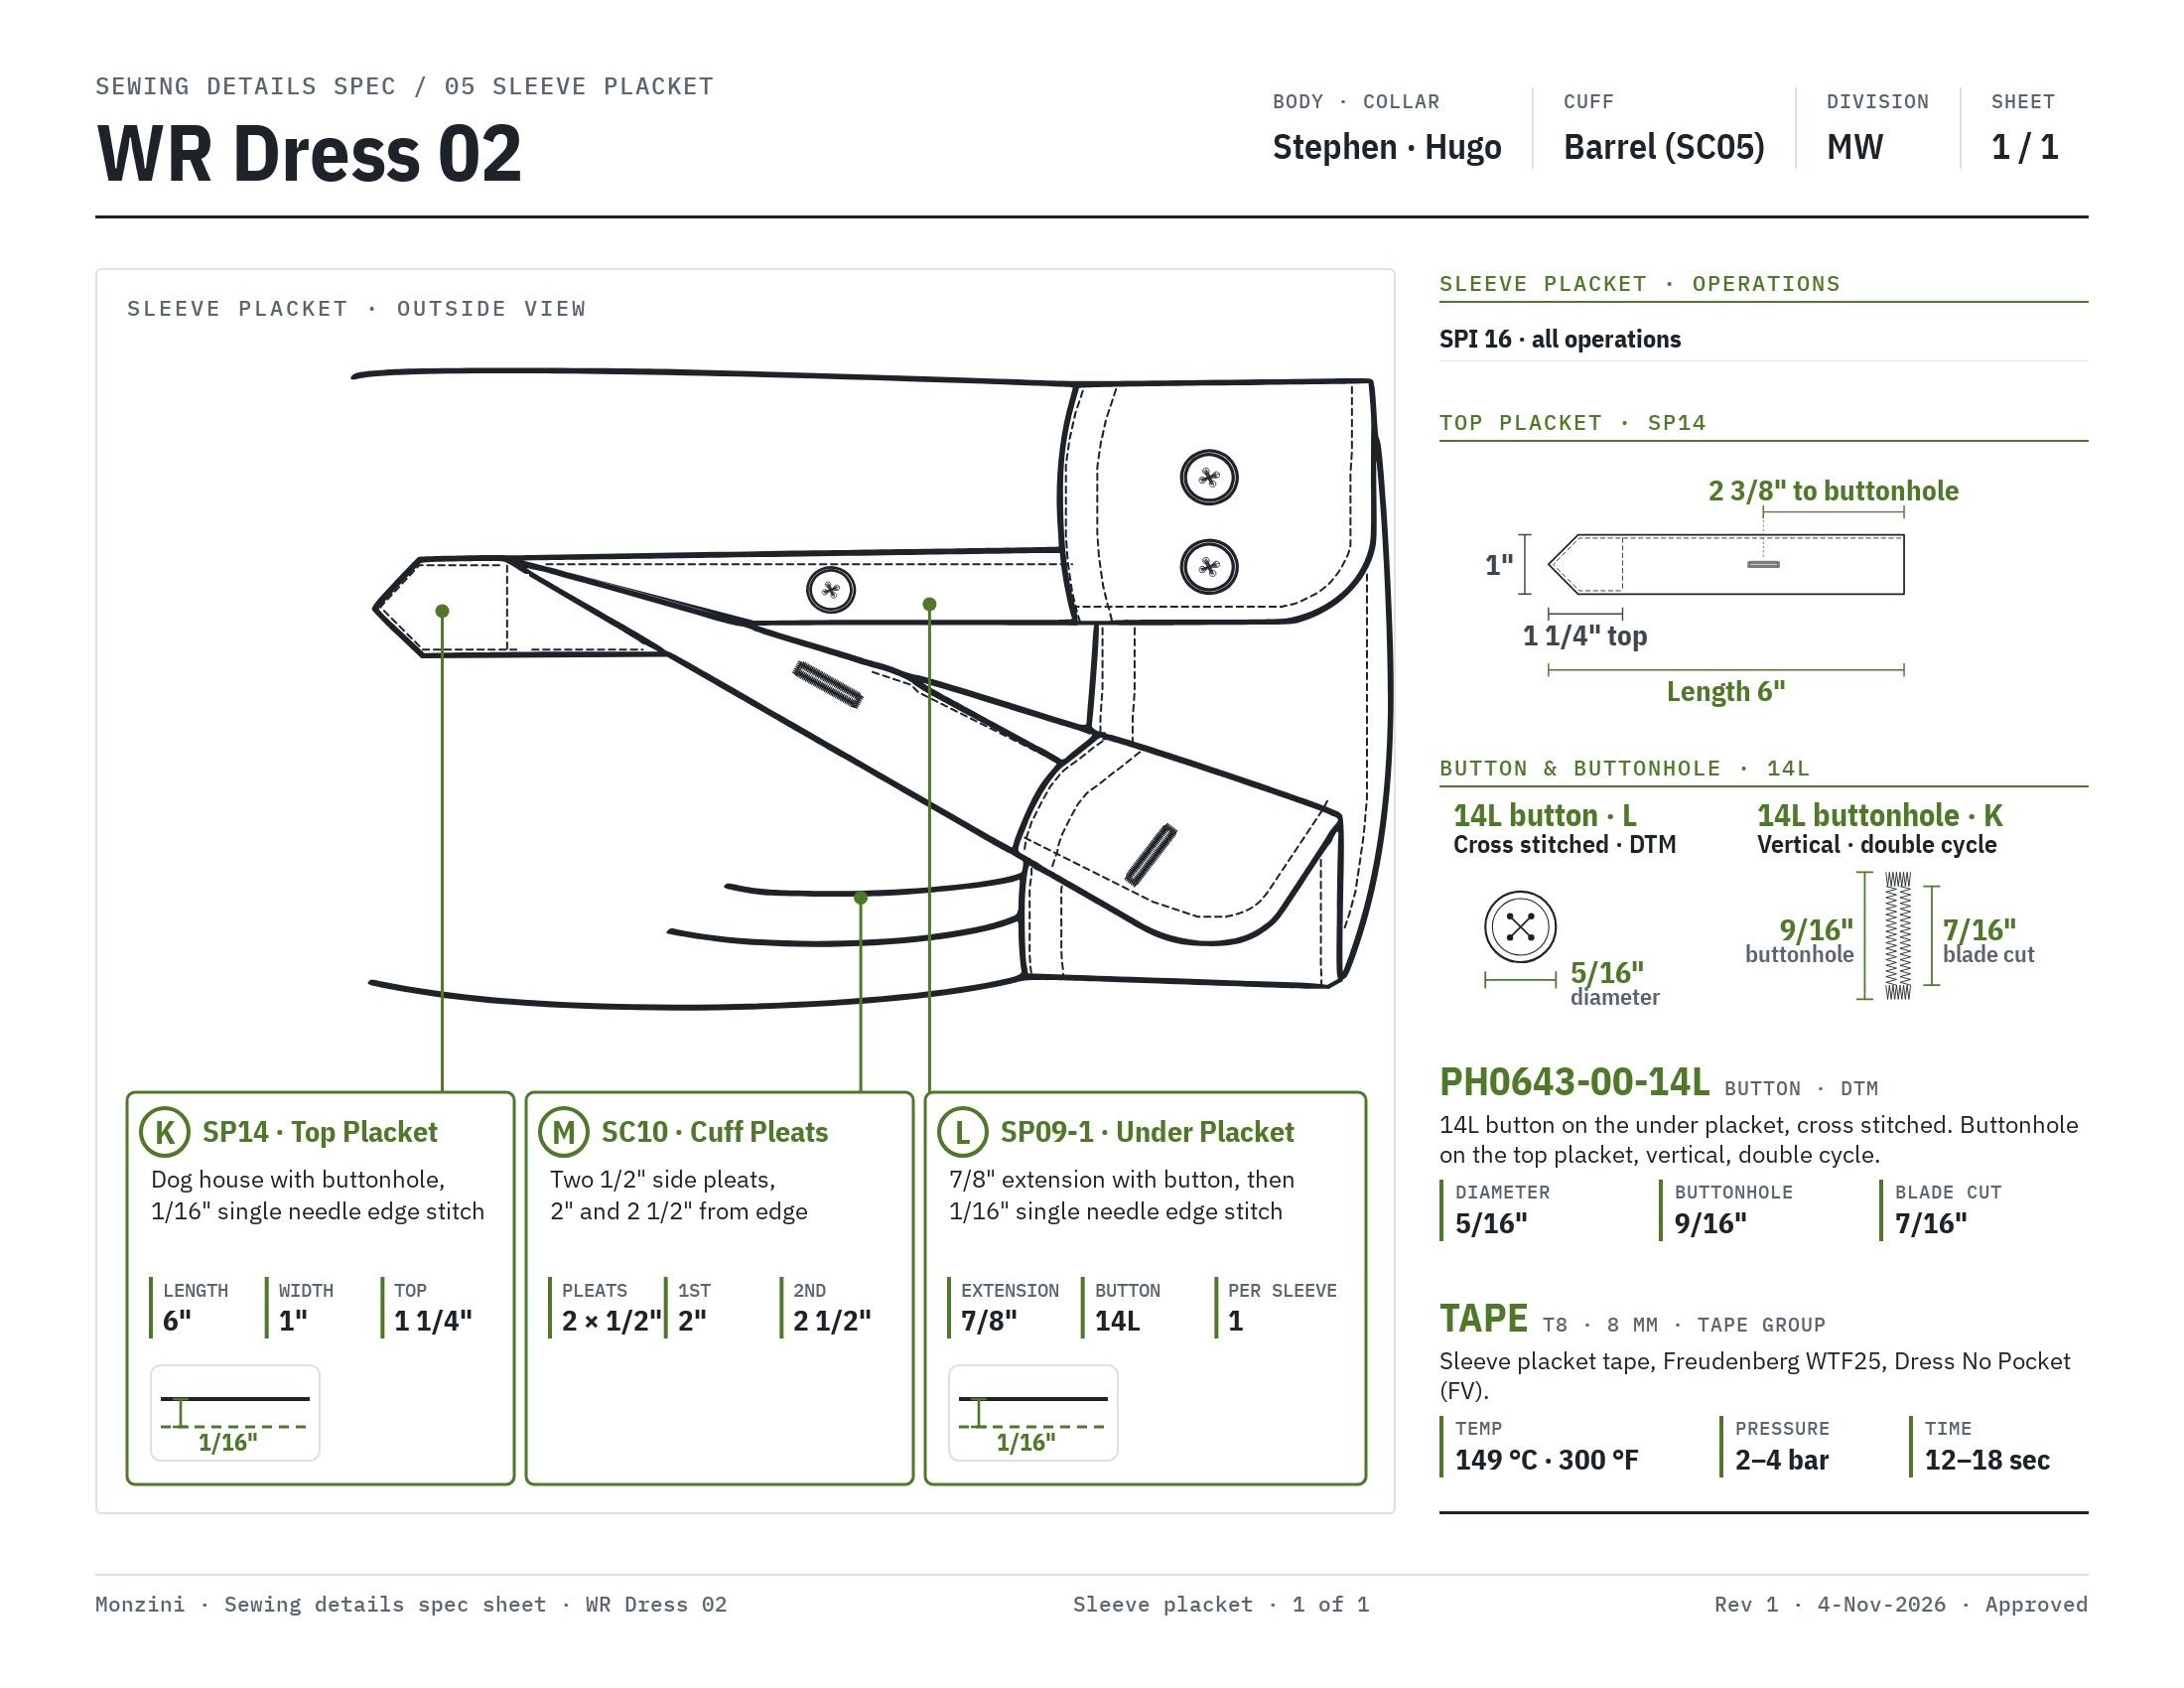 SEWING DETAILS SPEC / 05 SLEEVE PLACKET
WR Dress 02
BODY · COLLAR
Stephen · Hugo
CUFF
Barrel (SC05)
DIVISION
MW
SHEET
1 / 1
SLEEVE PLACKET · OUTSIDE VIEW
K SP14 · Top Placket
Dog house with buttonhole,
1/16" single needle edge stitch
LENGTH
6"
WIDTH
1"
TOP
1 1/4"
1/16"
M SC10 · Cuff Pleats
Two 1/2" side pleats,
2" and 2 1/2" from edge
PLEATS
2 × 1/2"
1ST
2"
2ND
2 1/2"
L SP09-1 · Under Placket
7/8" extension with button, then
1/16" single needle edge stitch
EXTENSION
7/8"
BUTTON
14L
PER SLEEVE
1
1/16"
SLEEVE PLACKET · OPERATIONS
SPI 16 · all operations
TOP PLACKET · SP14
2 3/8" to buttonhole
1"
1 1/4" top
Length 6"
BUTTON & BUTTONHOLE · 14L
14L button · L
Cross stitched · DTM
5/16"
diameter
14L buttonhole · K
Vertical · double cycle
9/16"
buttonhole
7/16"
blade cut
PH0643-00-14L BUTTON · DTM
14L button on the under placket, cross stitched. Buttonhole
on the top placket, vertical, double cycle.
DIAMETER
5/16"
BUTTONHOLE
9/16"
BLADE CUT
7/16"
TAPE T8 · 8 MM · TAPE GROUP
Sleeve placket tape, Freudenberg WTF25, Dress No Pocket
(FV).
TEMP
149 °C · 300 °F
PRESSURE
2–4 bar
TIME
12–18 sec
Monzini · Sewing details spec sheet · WR Dress 02
Sleeve placket · 1 of 1
Rev 1 · 4-Nov-2026 · Approved